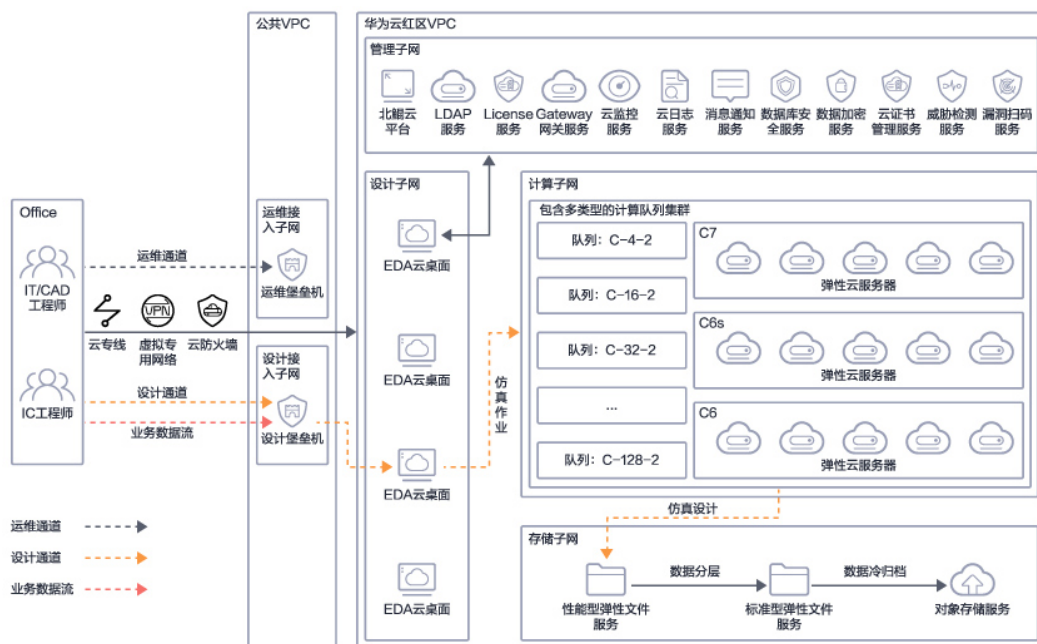 公共VPC
华为云红区VPC
管理子网
北鲲云
平台
LDAP
服务
License
服务
Gateway
网关服务
云监控
服务
云日志
服务
消息通知
服务
数据库安
全服务
数据加密
服务
云证书
管理服务
威胁检测
服务
漏洞扫码
服务
Office
IT/CAD
工程师
IC工程师
运维通道
云专线
虚拟专
用网络
VPN
云防火墙
设计通道
业务数据流
运维接
入子网
运维堡垒机
设计接
入子网
设计堡垒机
设计子网
EDA云桌面
EDA云桌面
EDA云桌面
EDA云桌面
仿真作业
计算子网
包含多类型的计算队列集群
队列：C-4-2
队列：C-16-2
队列：C-32-2
...
队列：C-128-2
C7
弹性云服务器
C6s
弹性云服务器
C6
弹性云服务器
仿真设计
存储子网
性能型弹性文件
服务
数据分层
标准型弹性文件
服务
数据冷归档
对象存储服务
运维通道
设计通道
业务数据流